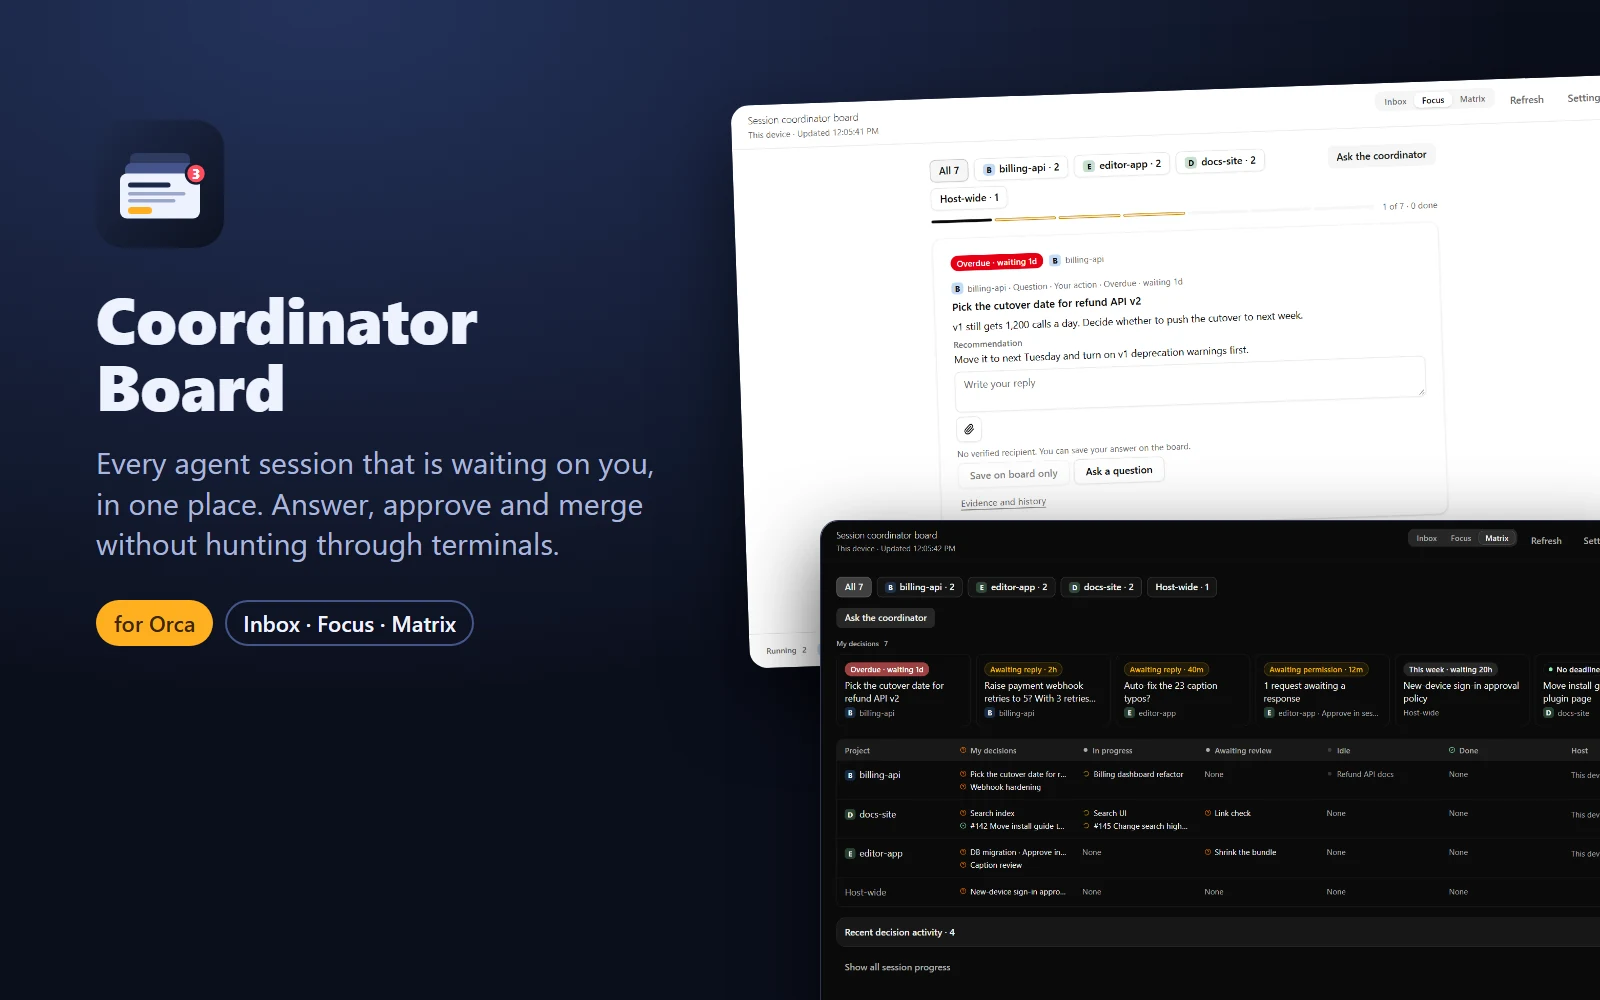 3
Coordinator
Board
Every agent session that is waiting on you,
in one place. Answer, approve and merge
without hunting through terminals.
for Orca
Inbox · Focus · Matrix
Session coordinator board
This device · Updated 12:05:41 PM
Inbox Focus Matrix Refresh Setting
All 7 B billing-api · 2 E editor-app · 2 D docs-site · 2 Ask the coordinator
Host-wide · 1
1 of 7 · 0 done
Overdue · waiting 1d B billing-api
B billing-api · Question · Your action · Overdue · waiting 1d
Pick the cutover date for refund API v2
v1 still gets 1,200 calls a day. Decide whether to push the cutover to next week.
Recommendation
Move it to next Tuesday and turn on v1 deprecation warnings first.
Write your reply
No verified recipient. You can save your answer on the board.
Save on board only Ask a question
Evidence and history
Running 2
Session coordinator board
This device · Updated 12:05:42 PM
Inbox Focus Matrix Refresh Sett
All 7 B billing-api · 2 E editor-app · 2 D docs-site · 2 Host-wide · 1
Ask the coordinator
My decisions 7
Overdue · waiting 1d
Pick the cutover date for
refund API v2
B billing-api
Awaiting reply · 2h
Raise payment webhook
retries to 5? With 3 retries...
B billing-api
Awaiting reply · 40m
Auto-fix the 23 caption
typos?
E editor-app
Awaiting permission · 12m
1 request awaiting a
response
E editor-app · Approve in ses...
This week · waiting 20h
New-device sign-in approval
policy
Host-wide
No deadline
Move install g
plugin page
D docs-site
Project My decisions In progress Awaiting review Idle Done Host
B billing-api Pick the cutover date for r... Billing dashboard refactor None Refund API docs None This dev
Webhook hardening
D docs-site Search index Search UI Link check None None This dev
#142 Move install guide t... #145 Change search high...
E editor-app DB migration · Approve in... None Shrink the bundle None None This dev
Caption review
Host-wide New-device sign-in appro... None None None None
Recent decision activity · 4
Show all session progress